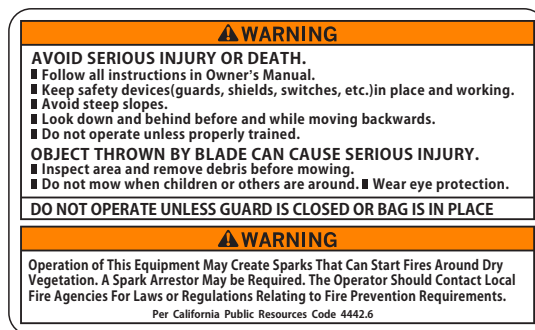 WARNING
AVOID SERIOUS INJURY OR DEATH.
Follow all instructions in Owner's Manual.
Keep safety devices(guards, shields, switches, etc.)in place and working.
Avoid steep slopes.
Look down and behind before and while moving backwards.
Do not operate unless properly trained.
OBJECT THROWN BY BLADE CAN CAUSE SERIOUS INJURY.
Inspect area and remove debris before mowing.
Do not mow when children or others are around. ■ Wear eye protection.
DO NOT OPERATE UNLESS GUARD IS CLOSED OR BAG IS IN PLACE
WARNING
Operation of This Equipment May Create Sparks That Can Start Fires Around Dry
Vegetation. A Spark Arrestor May be Required. The Operator Should Contact Local
Fire Agencies For Laws or Regulations Relating to Fire Prevention Requirements.
Per California Public Resources Code 4442.6